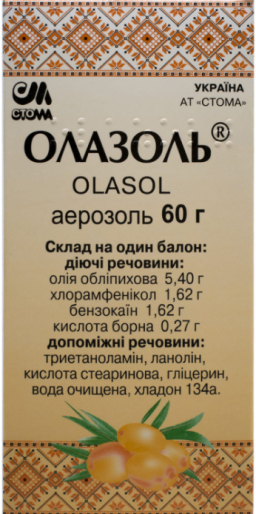 СТОМА
УКРАЇНА
АТ "СТОМА"
ОЛАЗОЛЬ®
OLASOL
аерозоль 60 г
Склад на один балон:
діючі речовини:
олія обліпихова 5,40 г
хлорамфенікол 1,62 г
бензокаїн 1,62 г
кислота борна 0,27 г
допоміжні речовини:
триетаноламін, ланолін,
кислота стеаринова, гліцерин,
вода очищена, хладон 134а.